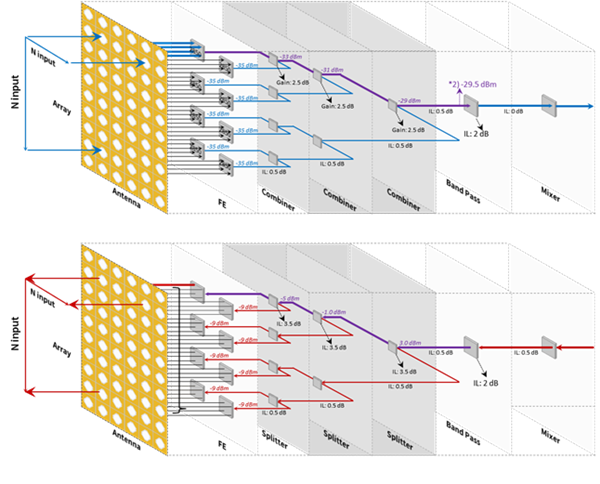 N input
N input
Array
Antenna
FE
Combiner
Combiner
Combiner
Band Pass
Mixer
-35 dBm
-35 dBm
-35 dBm
-35 dBm
-35 dBm
-35 dBm
-35 dBm
-33 dBm
Gain: 2.5 dB
-31 dBm
Gain: 2.5 dB
-29 dBm
Gain: 2.5 dB
IL: 0.5 dB
IL: 0.5 dB
IL: 0.5 dB
*2) -29.5 dBm
IL: 0.5 dB
IL: 2 dB
IL: 0 dB
N input
N input
Array
Antenna
FE
Splitter
Splitter
Splitter
Band Pass
Mixer
-9 dBm
-9 dBm
-9 dBm
-9 dBm
-9 dBm
-9 dBm
-9 dBm
-5 dBm
IL: 3.5 dB
-1.0 dBm
IL: 3.5 dB
3.0 dBm
IL: 3.5 dB
IL: 0.5 dB
IL: 0.5 dB
IL: 0.5 dB
IL: 0.5 dB
IL: 2 dB
IL: 0.5 dB